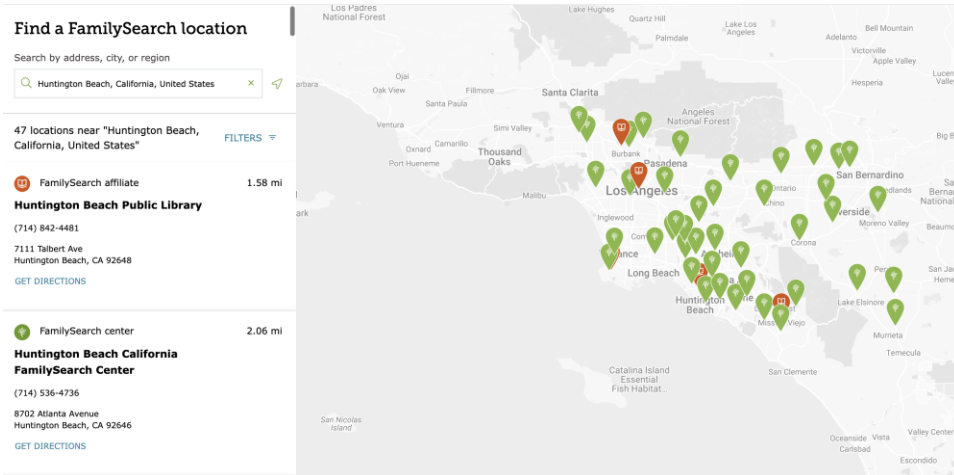 Find a FamilySearch location
Search by address, city, or region
Huntington Beach, California, United States
47 locations near "Huntington Beach,
California, United States"
FILTERS
FamilySearch affiliate
1.58 mi
Huntington Beach Public Library
(714) 842-4481
7111 Talbert Ave
Huntington Beach, CA 92648
GET DIRECTIONS
FamilySearch center
2.06 mi
Huntington Beach California
FamilySearch Center
(714) 536-4736
8702 Atlanta Avenue
Huntington Beach, CA 92646
GET DIRECTIONS
Los Padres
National Forest
Lake Hughes
Quartz Hill
Lake Los
Angeles
Palmdale
Adelanto
Bell Mountain
Victorville
Apple Valley
Hesperia
Ojai
Oak View
Fillmore
Santa Paula
Santa Clarita
Angeles
National Forest
Ventura
Simi Valley
Oxnard
Camarillo
Port Hueneme
Thousand
Oaks
Burbank
Pasadena
Malibu
Los Angeles
Ontario
Chino
San Bernardino
Moreno Valley
Inglewood
Corona
Long Beach
Huntington
Beach
Lake Elsinore
Murrieta
Temecula
San Clemente
Catalina Island
Essential
Fish Habitat...
San Nicolas
Island
Oceanside
Vista
Carlsbad
Valley Center
Escondido